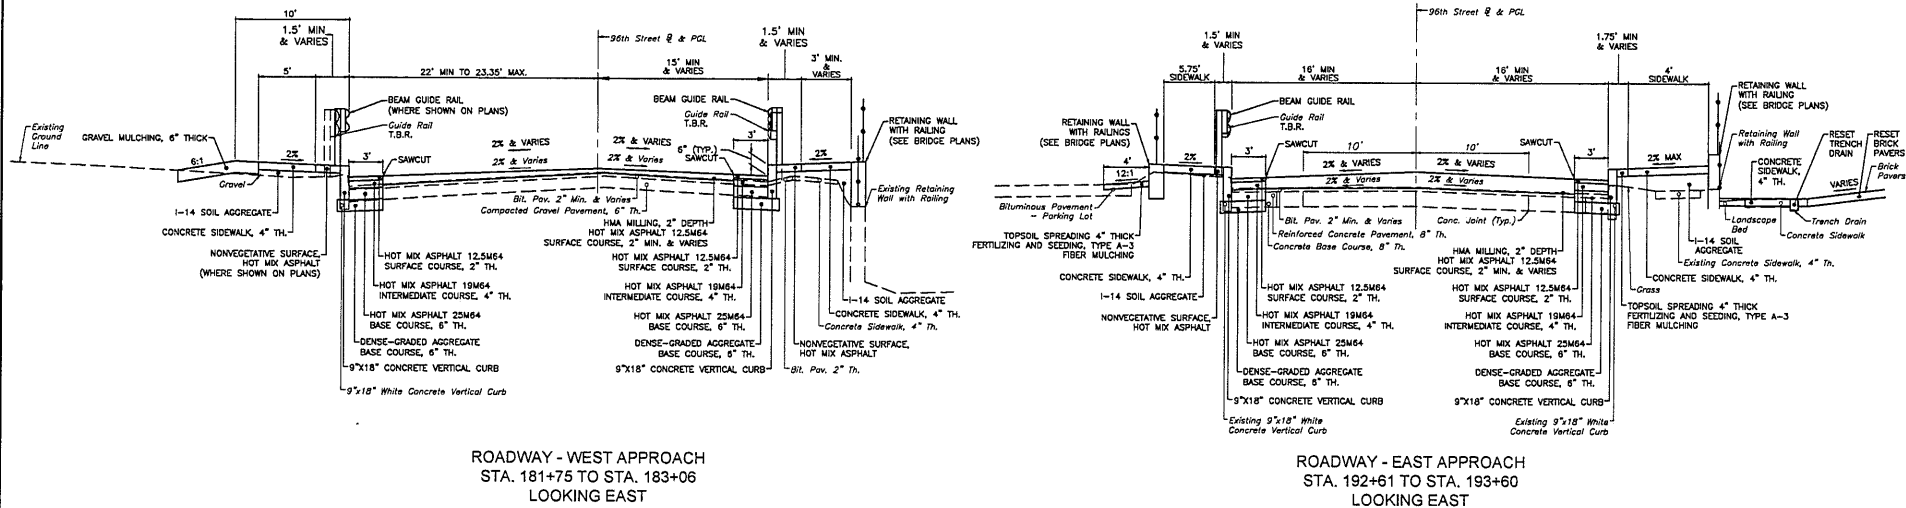 10'
1.5' MIN
& VARIES
5'
22' MIN TO 23.35' MAX.
96th Street ℄ & PGL
15' MIN
& VARIES
1.5' MIN
& VARIES
3' MIN.
&
VARIES
BEAM GUIDE RAIL
(WHERE SHOWN ON PLANS)
Guide Rail
T.B.R.
BEAM GUIDE RAIL
Guide Rail
T.B.R.
RETAINING WALL
WITH RAILING
(SEE BRIDGE PLANS)
Existing
Ground
Line
GRAVEL MULCHING, 6" THICK
6:1
2%
3'
SAWCUT
2% & VARIES
2% & Varies
2% & VARIES
2% & Varies
6" (TYP.)
SAWCUT
3'
2%
Gravel
Existing Retaining
Wall with Railing
I-14 SOIL AGGREGATE
CONCRETE SIDEWALK, 4" TH.
NONVEGETATIVE SURFACE,
HOT MIX ASPHALT
(WHERE SHOWN ON PLANS)
Bit. Pav. 2" Min. & Varies
Compacted Gravel Pavement, 6" Th.
HMA MILLING, 2" DEPTH
HOT MIX ASPHALT 12.5M64
SURFACE COURSE, 2" MIN. & VARIES
HOT MIX ASPHALT 12.5M64
SURFACE COURSE, 2" TH.
HOT MIX ASPHALT 19M64
INTERMEDIATE COURSE, 4" TH.
HOT MIX ASPHALT 25M64
BASE COURSE, 6" TH.
DENSE-GRADED AGGREGATE
BASE COURSE, 6" TH.
9"X18" CONCRETE VERTICAL CURB
9"x18" White Concrete Vertical Curb
HOT MIX ASPHALT 12.5M64
SURFACE COURSE, 2" TH.
HOT MIX ASPHALT 19M64
INTERMEDIATE COURSE, 4" TH.
HOT MIX ASPHALT 25M64
BASE COURSE, 6" TH.
DENSE-GRADED AGGREGATE
BASE COURSE, 6" TH.
9"X18" CONCRETE VERTICAL CURB
I-14 SOIL AGGREGATE
CONCRETE SIDEWALK, 4" TH.
Concrete Sidewalk, 4" Th.
NONVEGETATIVE SURFACE,
HOT MIX ASPHALT
Bit. Pav. 2" Th.
ROADWAY - WEST APPROACH
STA. 181+75 TO STA. 183+06
LOOKING EAST
96th Street ℄ & PGL
1.5' MIN
& VARIES
1.75' MIN
& VARIES
5.75'
SIDEWALK
16' MIN
& VARIES
16' MIN
& VARIES
4'
SIDEWALK
BEAM GUIDE RAIL
Guide Rail
T.B.R.
RETAINING WALL
WITH RAILINGS
(SEE BRIDGE PLANS)
RETAINING WALL
WITH RAILING
(SEE BRIDGE PLANS)
Retaining Wall
with Railing
RESET
TRENCH
DRAIN
RESET
BRICK
PAVERS
Brick
Pavers
CONCRETE
SIDEWALK,
4" TH.
VARIES
4'
12:1
2%
3'
SAWCUT
10'
10'
2% & VARIES
2% & VARIES
2% & Varies
2% & Varies
SAWCUT
3'
2% MAX
Bituminous Pavement
- Parking Lot
TOPSOIL SPREADING 4" THICK
FERTILIZING AND SEEDING, TYPE A-3
FIBER MULCHING
CONCRETE SIDEWALK, 4" TH.
I-14 SOIL AGGREGATE
NONVEGETATIVE SURFACE,
HOT MIX ASPHALT
Bit. Pav. 2" Min. & Varies
Conc. Joint (Typ.)
Reinforced Concrete Pavement, 8" Th.
Concrete Base Course, 8" Th.
HMA MILLING, 2" DEPTH
HOT MIX ASPHALT 12.5M64
SURFACE COURSE, 2" MIN. & VARIES
HOT MIX ASPHALT 12.5M64
SURFACE COURSE, 2" TH.
HOT MIX ASPHALT 19M64
INTERMEDIATE COURSE, 4" TH.
HOT MIX ASPHALT 25M64
BASE COURSE, 6" TH.
DENSE-GRADED AGGREGATE
BASE COURSE, 6" TH.
9"X18" CONCRETE VERTICAL CURB
Existing 9"x18" White
Concrete Vertical Curb
HOT MIX ASPHALT 12.5M64
SURFACE COURSE, 2" TH.
HOT MIX ASPHALT 19M64
INTERMEDIATE COURSE, 4" TH.
HOT MIX ASPHALT 25M64
BASE COURSE, 6" TH.
DENSE-GRADED AGGREGATE
BASE COURSE, 6" TH.
9"X18" CONCRETE VERTICAL CURB
Existing 9"x18" White
Concrete Vertical Curb
Landscape
Bed
Trench Drain
Concrete Sidewalk
I-14 SOIL
AGGREGATE
Existing Concrete Sidewalk, 4" Th.
CONCRETE SIDEWALK, 4" TH.
Grass
TOPSOIL SPREADING 4" THICK
FERTILIZING AND SEEDING, TYPE A-3
FIBER MULCHING
ROADWAY - EAST APPROACH
STA. 192+61 TO STA. 193+60
LOOKING EAST